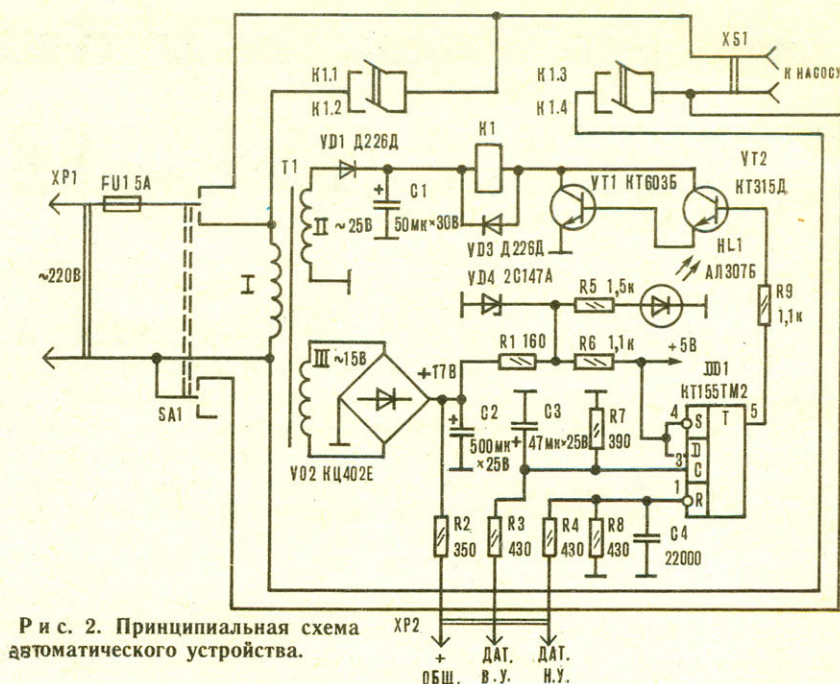 XS1
К НАСОСУ
К1.1
К1.2
К1.3
К1.4
XP1
FU1 5А
~220В
SA1
T1
I
II ~25В
III ~15В
VD1 Д226Д
К1
C1
50мк×30В
VD3 Д226Д
VT1 КТ603Б
VT2
КТ315Д
HL1
АЛ307Б
R9
1,1к
VD4 2С147А
R5 1,5к
R1 160
R6 1,1к
+5В
DD1
КТ155ТМ2
+17В
C2
500мк
×25В
C3
47мк×25В
R7
390
4
S
T
5
D
3
C
1
R
V02 КЦ402Е
R2
350
R3
430
R4
430
R8
430
C4
22000
XP2
+
ОБЩ.
ДАТ.
В.У.
ДАТ.
Н.У.
Рис. 2. Принципиальная схема
автоматического устройства.